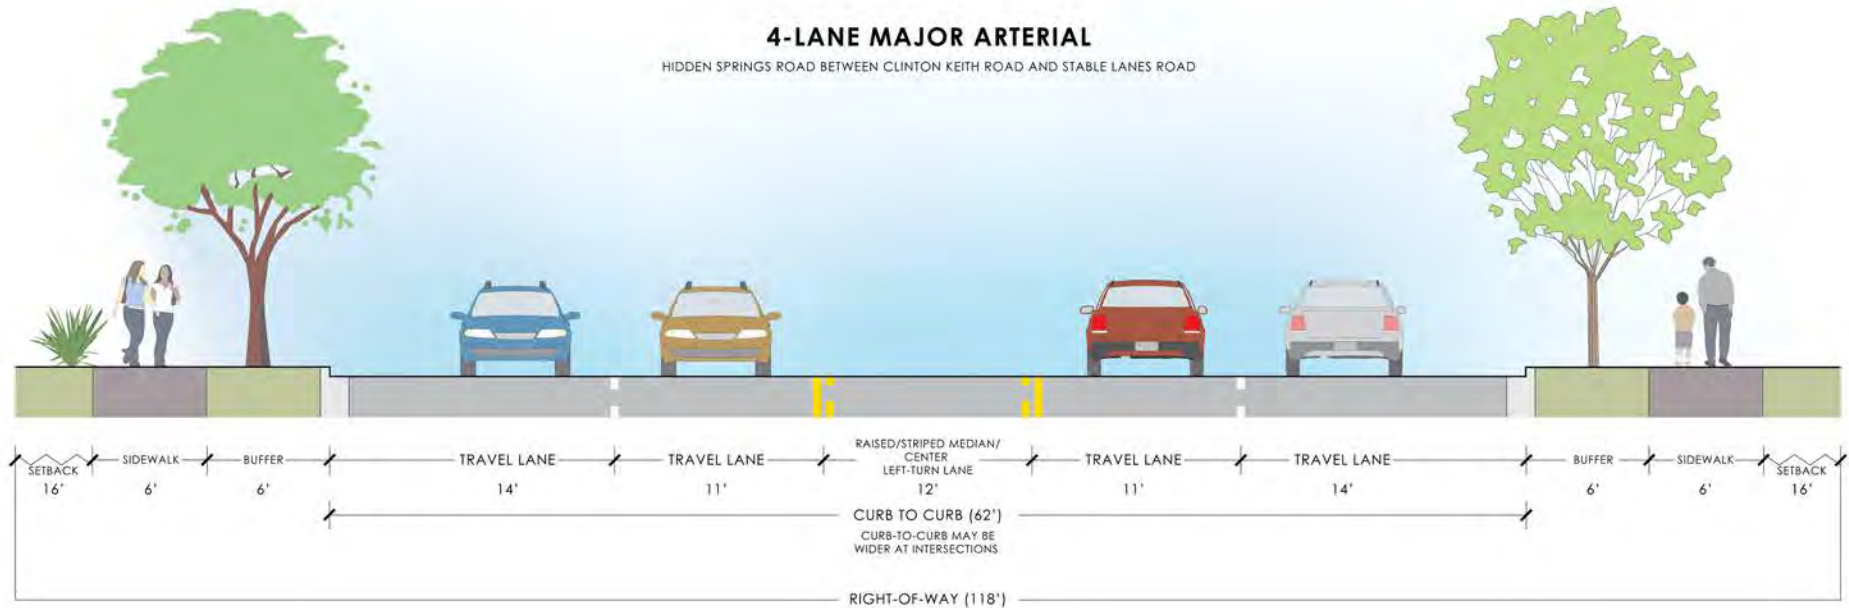 4-LANE MAJOR ARTERIAL
HIDDEN SPRINGS ROAD BETWEEN CLINTON KEITH ROAD AND STABLE LANES ROAD
SETBACK
16'
SIDEWALK
6'
BUFFER
6'
TRAVEL LANE
14'
TRAVEL LANE
11'
RAISED/STRIPED MEDIAN/
CENTER
LEFT-TURN LANE
12'
TRAVEL LANE
11'
TRAVEL LANE
14'
BUFFER
6'
SIDEWALK
6'
SETBACK
16'
CURB TO CURB (62')
CURB-TO-CURB MAY BE
WIDER AT INTERSECTIONS
RIGHT-OF-WAY (118')